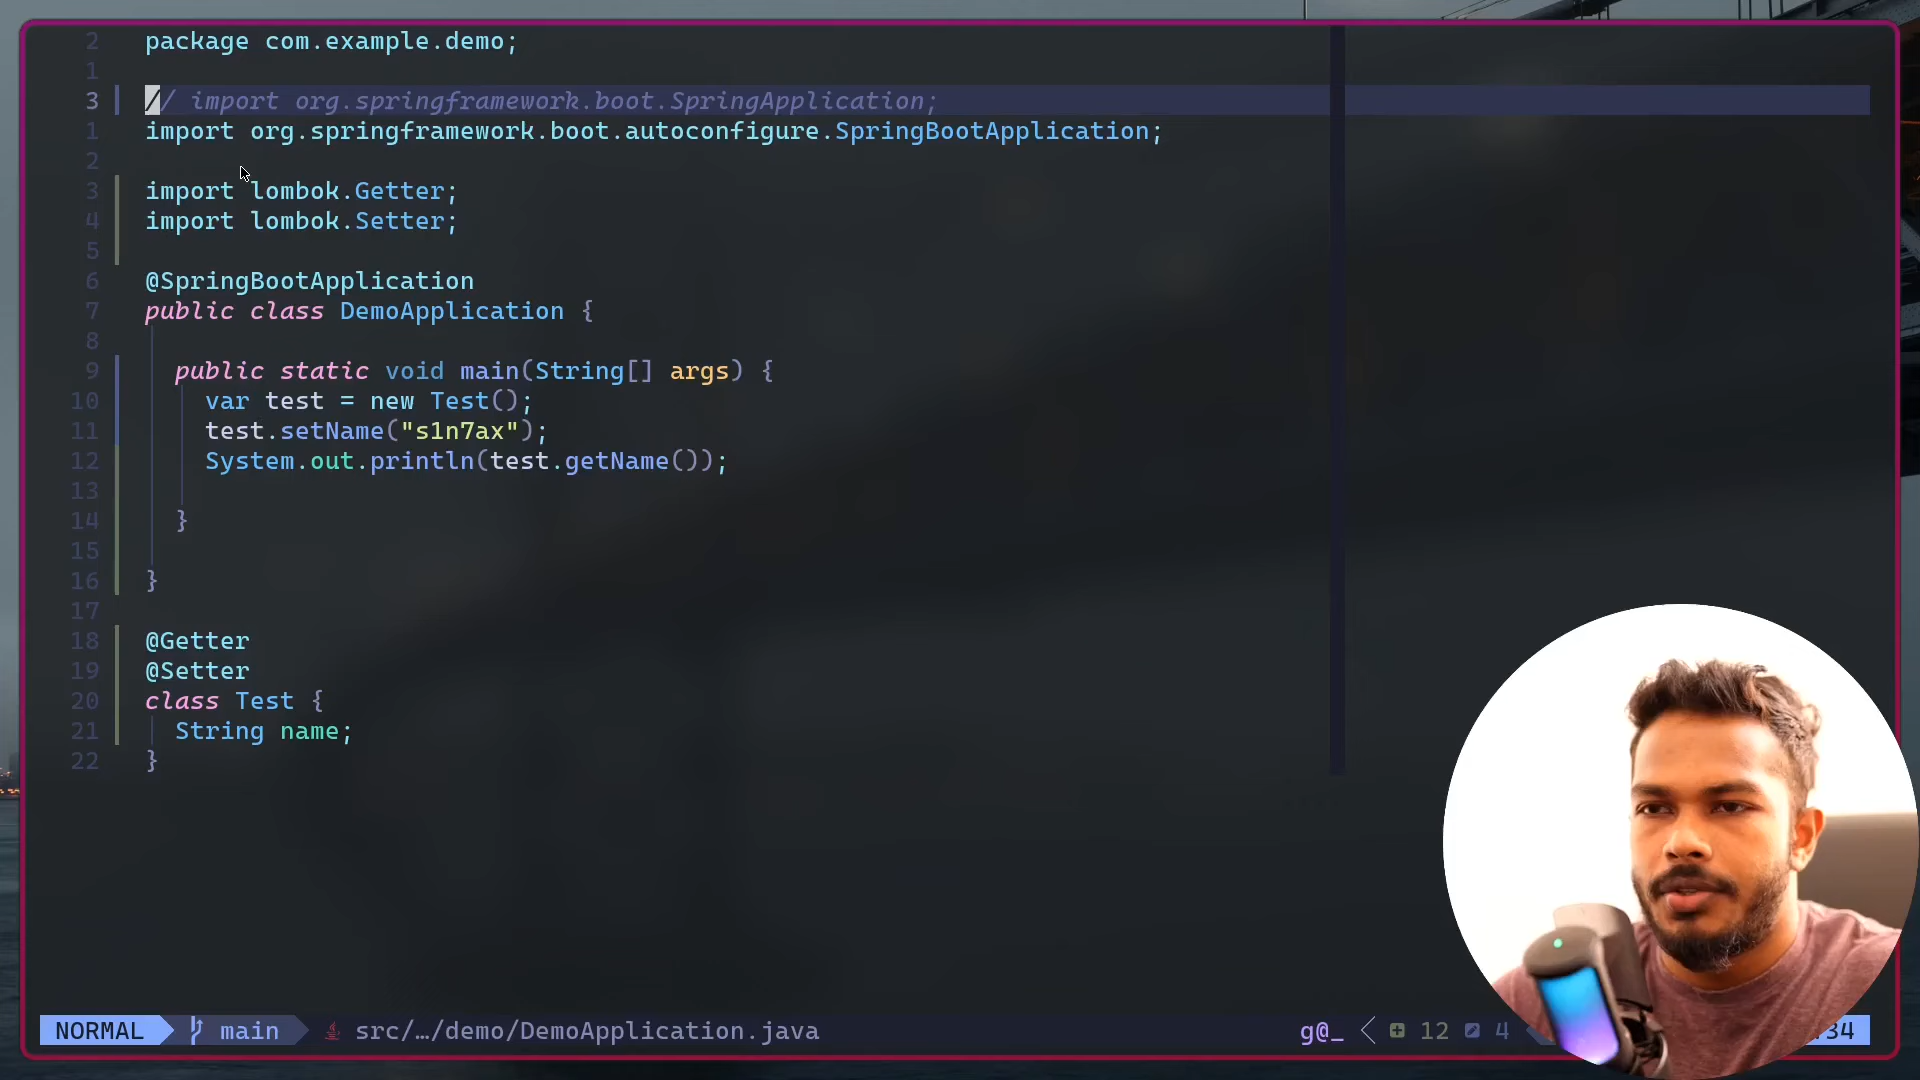 2 package com.example.demo;
1
3 // import org.springframework.boot.SpringApplication;
1 import org.springframework.boot.autoconfigure.SpringBootApplication;
2
3 import lombok.Getter;
4 import lombok.Setter;
5
6 @SpringBootApplication
7 public class DemoApplication {
8
9 public static void main(String[] args) {
10 var test = new Test();
11 test.setName("s1n7ax");
12 System.out.println(test.getName());
13
14 }
15
16 }
17
18 @Getter
19 @Setter
20 class Test {
21 String name;
22 }
NORMAL main src/…/demo/DemoApplication.java g@_ 12 4